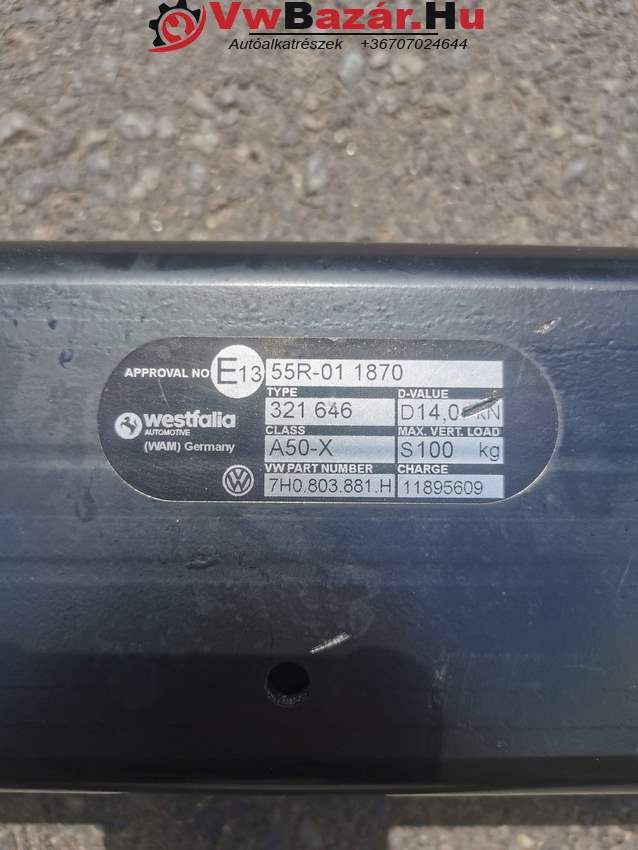 VwBazár.Hu
Autóalkatrészek +36707024644
APPROVAL NO E13 55R-01 1870
TYPE D-VALUE
321 646 D14,0 kN
westfalia
AUTOMOTIVE
(WAM) Germany
CLASS MAX. VERT. LOAD
A50-X S100 kg
VW PART NUMBER CHARGE
7H0.803.881.H 11895609